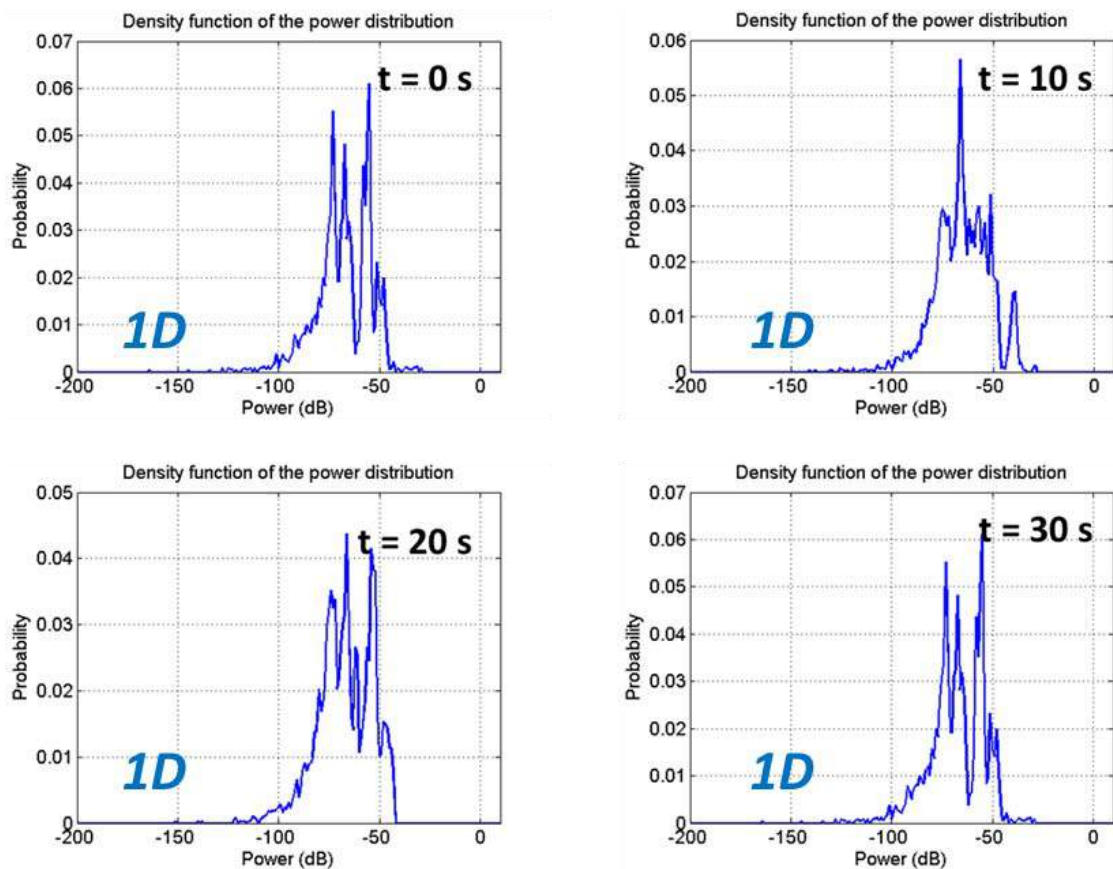 Density function of the power distribution
0.07
0.06
0.05
0.04
0.03
0.02
0.01
0
Probability
t = 0 s
1D
-200 -150 -100 -50 0
Power (dB)
Density function of the power distribution
0.06
0.05
0.04
0.03
0.02
0.01
0
Probability
t = 10 s
1D
-200 -150 -100 -50 0
Power (dB)
Density function of the power distribution
0.05
0.04
0.03
0.02
0.01
0
Probability
t = 20 s
1D
-200 -150 -100 -50 0
Power (dB)
Density function of the power distribution
0.07
0.06
0.05
0.04
0.03
0.02
0.01
0
Probability
t = 30 s
1D
-200 -150 -100 -50 0
Power (dB)